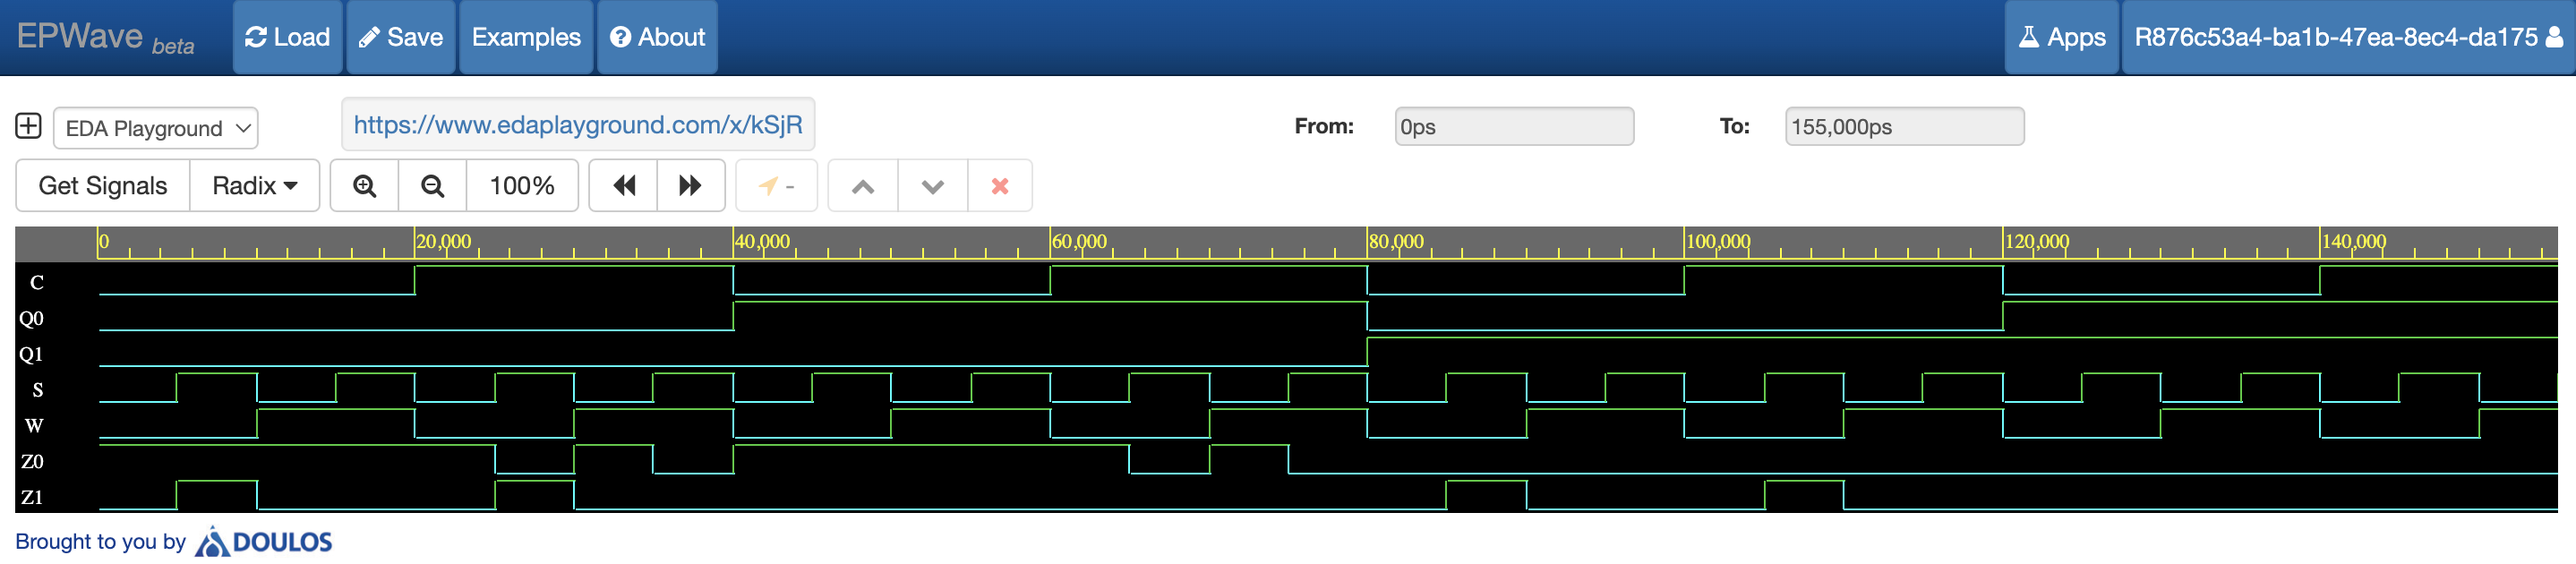 EPWave beta Load Save Examples About Apps R876c53a4-ba1b-47ea-8ec4-da175
EDA Playground https://www.edaplayground.com/x/kSjR From: 0ps To: 155,000ps
Get Signals Radix 100% -
0 20,000 40,000 60,000 80,000 100,000 120,000 140,000
C
Q0
Q1
S
W
Z0
Z1
Brought to you by DOULOS